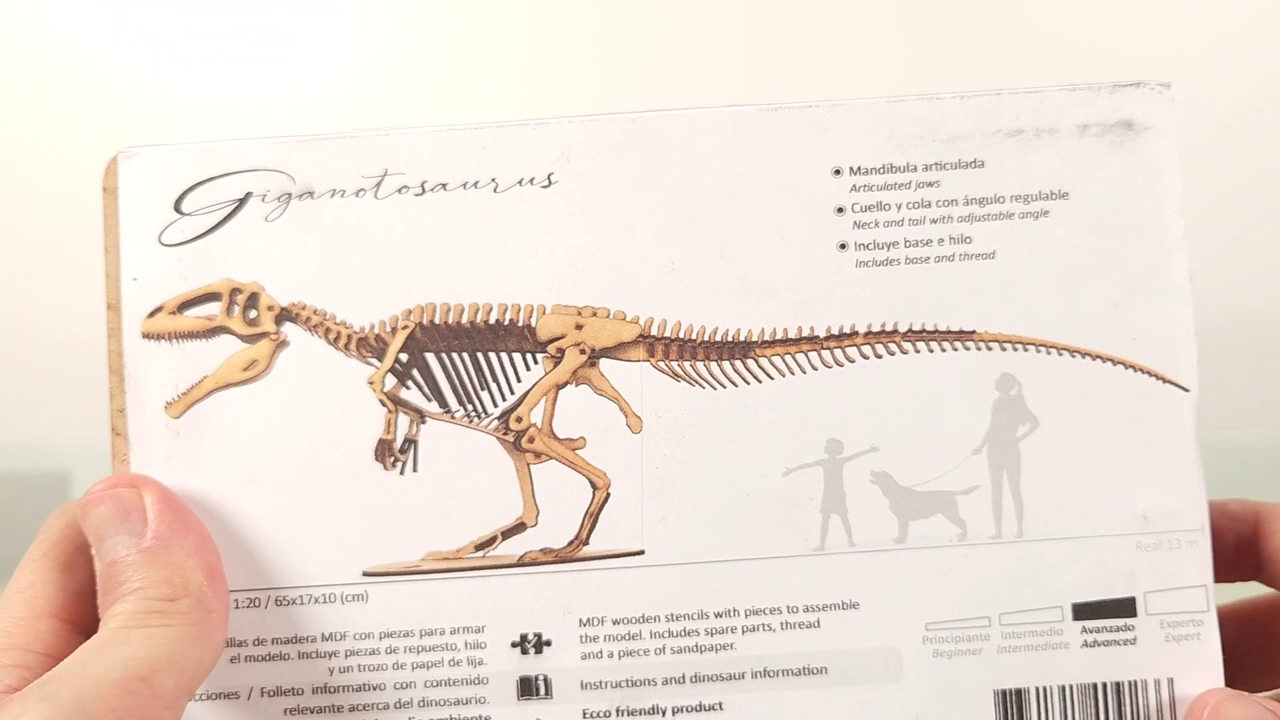 Giganotosaurus
Mandíbula articulada
Articulated jaws
Cuello y cola con ángulo regulable
Neck and tail with adjustable angle
Incluye base e hilo
Includes base and thread
Real 13 m
1:20 / 65x17x10 (cm)
illas de madera MDF con piezas para armar
el modelo. Incluye piezas de repuesto, hilo
y un trozo de papel de lija.
cciones / Folleto informativo con contenido
relevante acerca del dinosaurio.
MDF wooden stencils with pieces to assemble
the model. Includes spare parts, thread
and a piece of sandpaper.
Instructions and dinosaur information
Ecco friendly product
Principiante
Beginner
Intermedio
Intermediate
Avanzado
Advanced
Experto
Expert